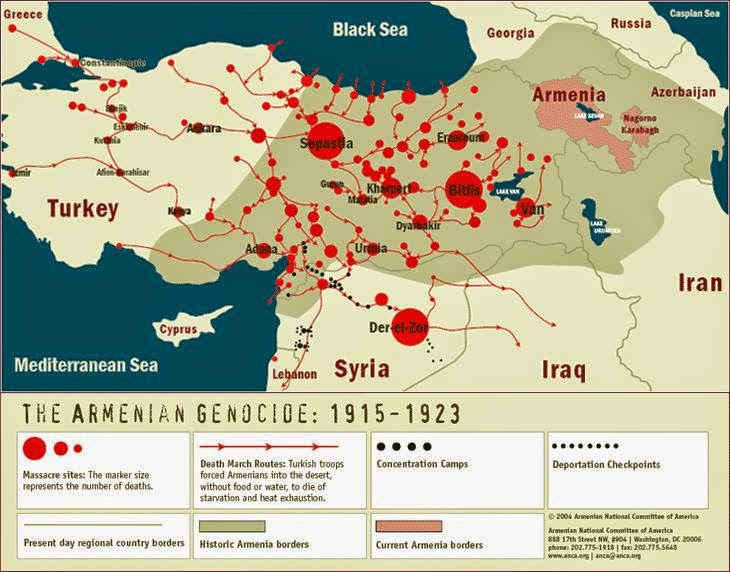 Greece
Black Sea
Georgia
Russia
Caspian Sea
Constantinople
Armenia
Azerbaijan
LAKE SEVAN
Nagorno
Karabagh
Bilejik
Eskishehir
Ankara
Sepastia
Erzeroum
Kutahia
Izmir
Afion-Karahisar
Gurun
Kharpert
Bitlis
LAKE VAN
Malatia
Van
Turkey
Konya
Dyarbakir
LAKE
Adana
Urmia
Iran
Cyprus
Der-el-Zor
Mediterranean Sea
Lebanon
Syria
Iraq
THE ARMENIAN GENOCIDE: 1915-1923
Massacre sites: The marker size
represents the number of deaths.
Death March Routes: Turkish troops
forced Armenians into the desert,
without food or water, to die of
starvation and heat exhaustion.
Concentration Camps
Deportation Checkpoints
Present day regional country borders
Historic Armenia borders
Current Armenia borders
© 2004 Armenian National Committee of America
Armenian National Committee of America
888 17th Street NW, #904 | Washington, DC 20006
phone: 202.775-1918 | fax: 202.775.5648
www.anca.org | anca@anca.org